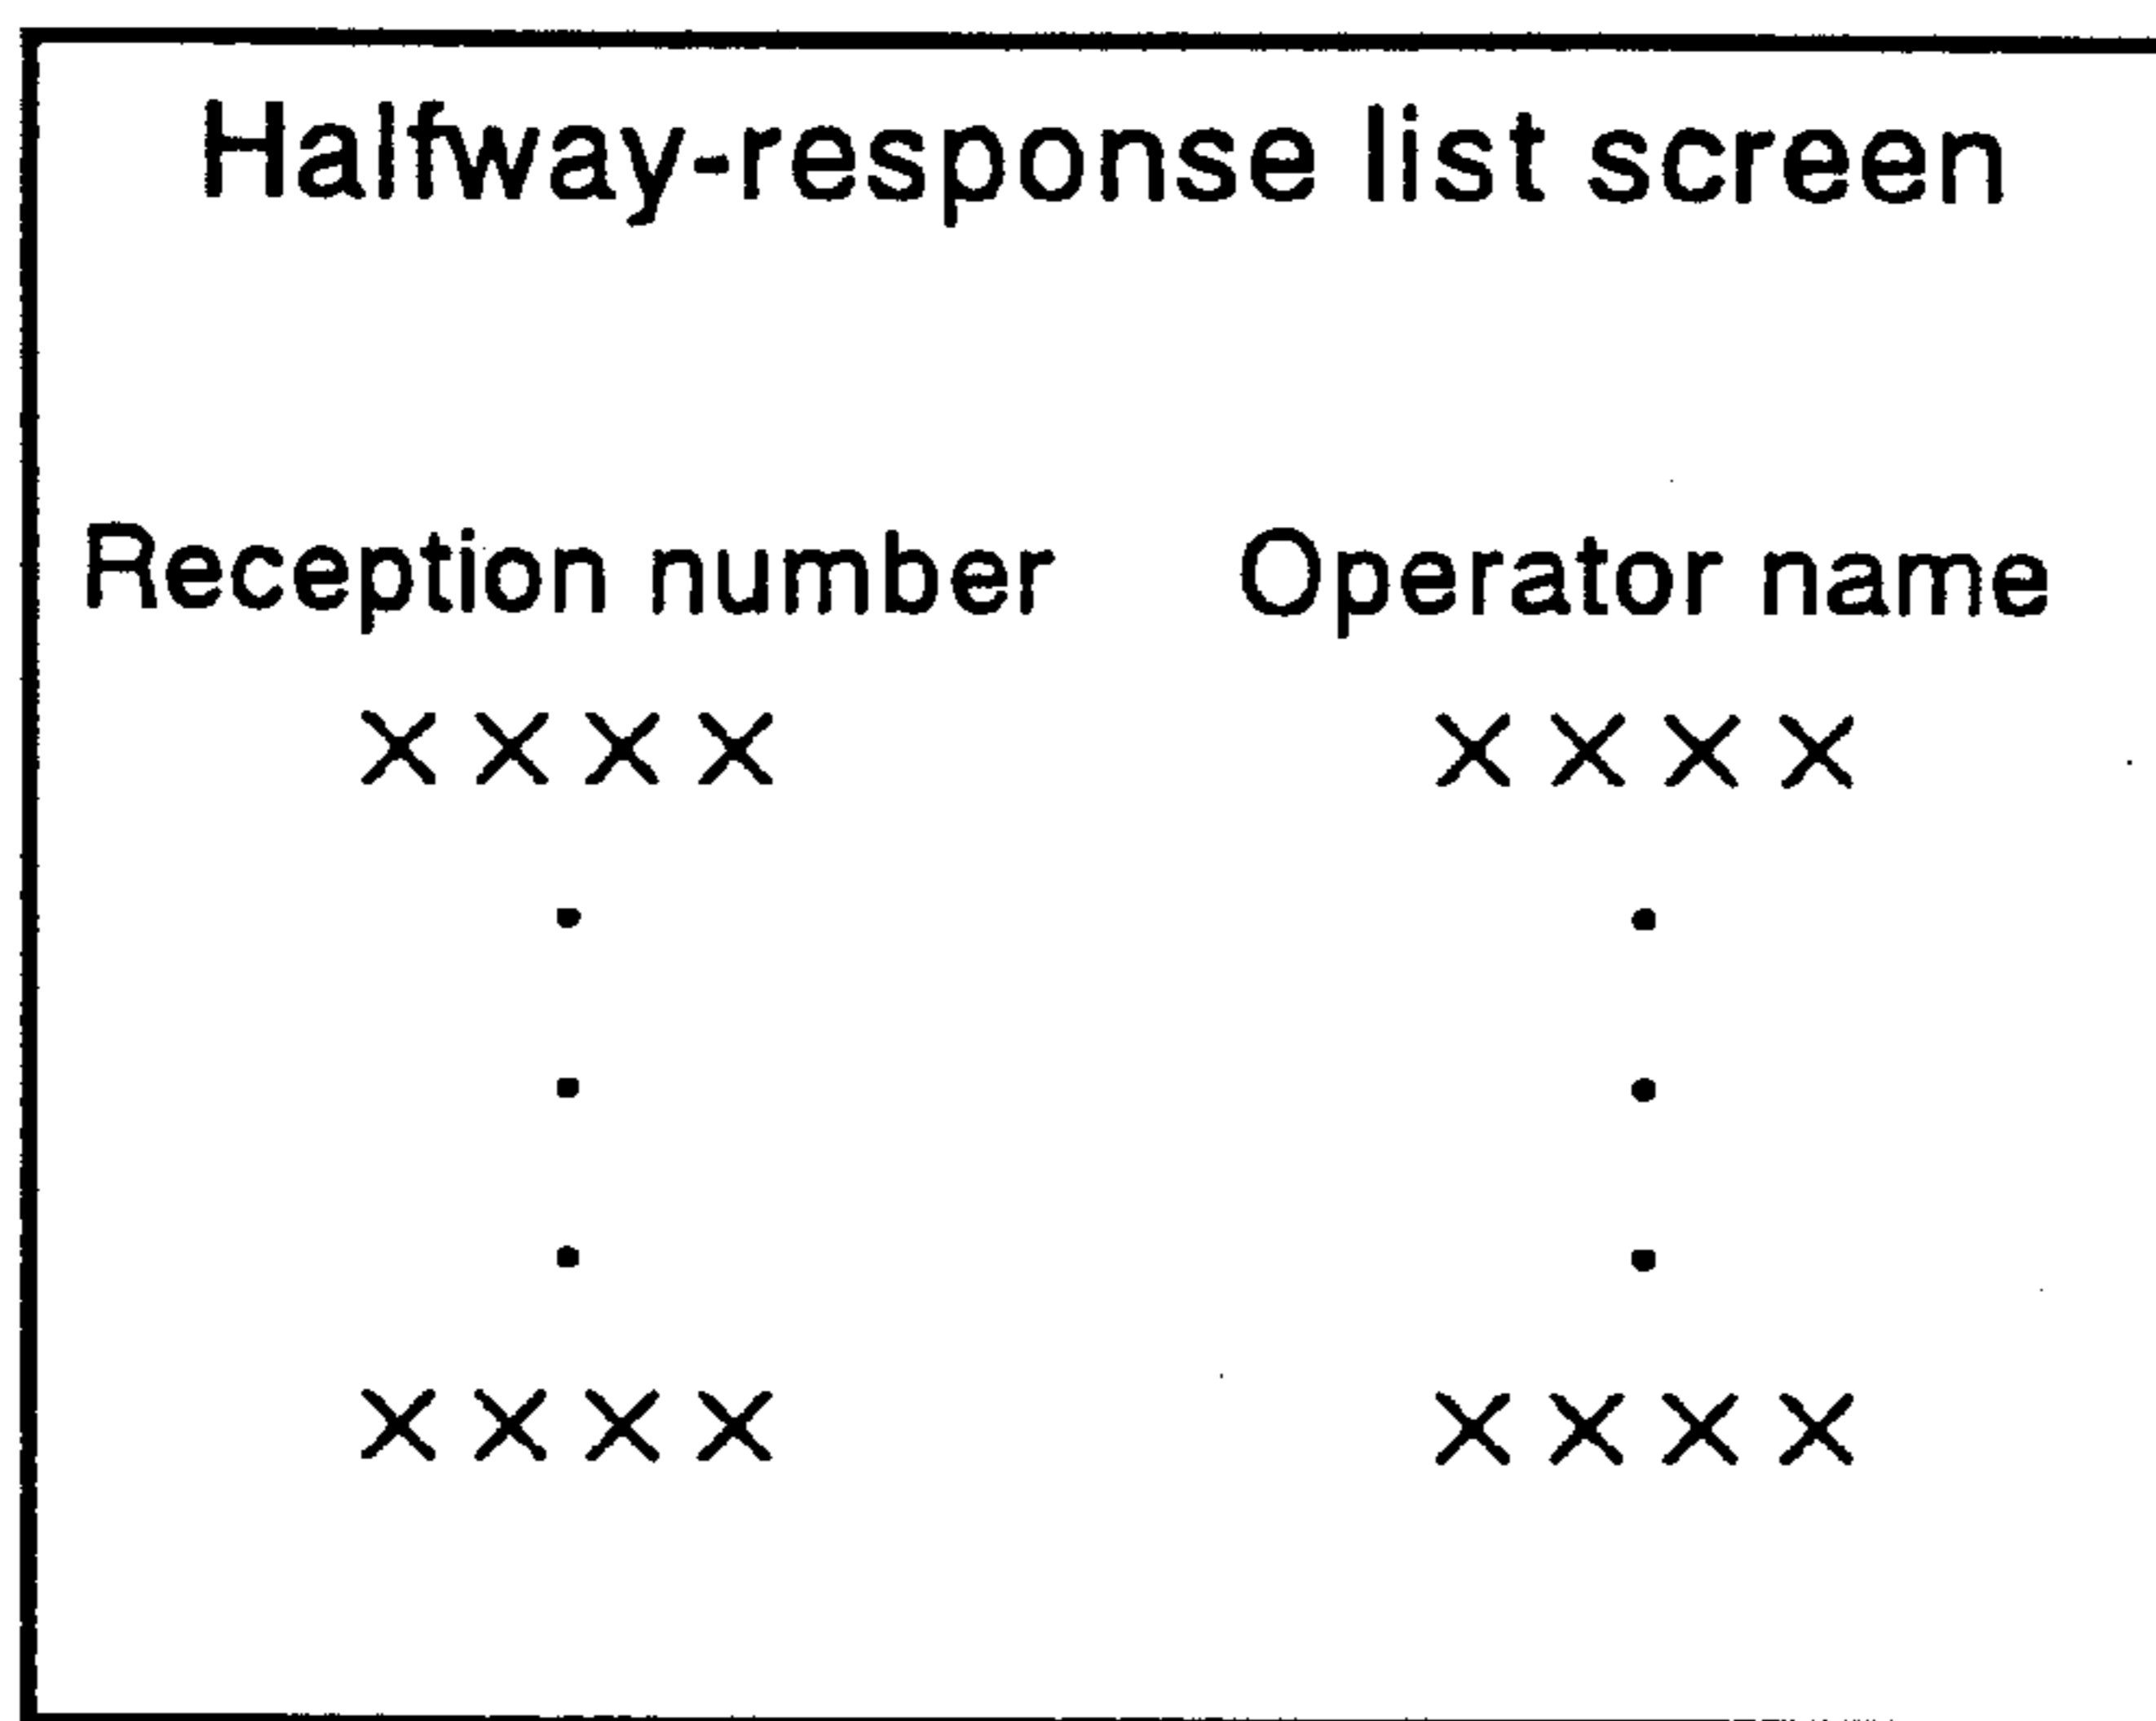 Halfway-response list screen
Reception number Operator name
×××× ××××
・ ・
・ ・
・ ・
×××× ××××